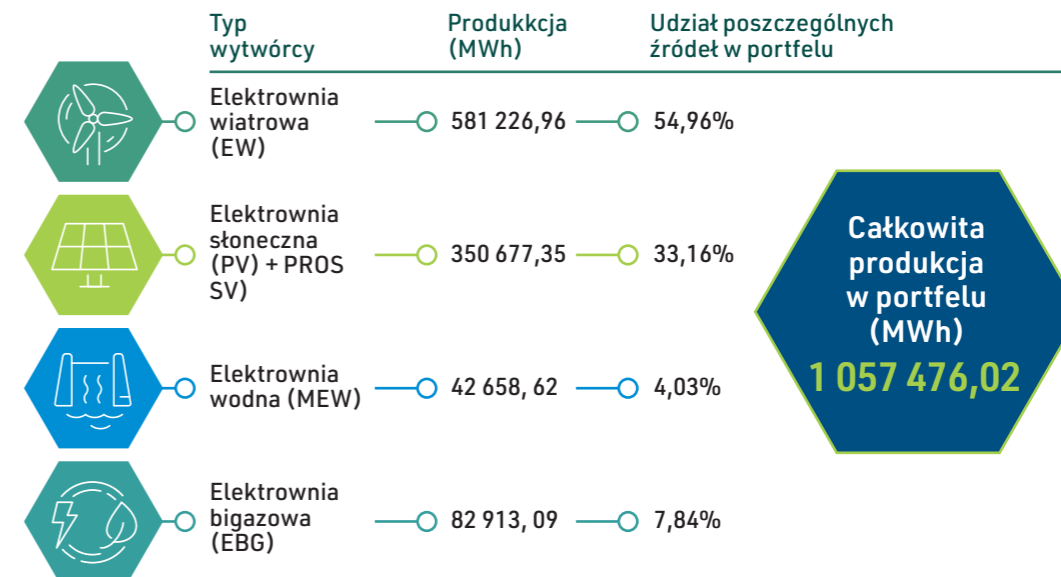 Typ
wytwórcy
Produkkcja
(MWh)
Udział poszczególnych
źródeł w portfelu
Elektrownia
wiatrowa
(EW)
581 226,96
54,96%
Elektrownia
słoneczna
(PV) + PROS
SV)
350 677,35
33,16%
Elektrownia
wodna (MEW)
42 658, 62
4,03%
Elektrownia
bigazowa
(EBG)
82 913, 09
7,84%
Całkowita
produkcja
w portfelu
(MWh)
1 057 476,02